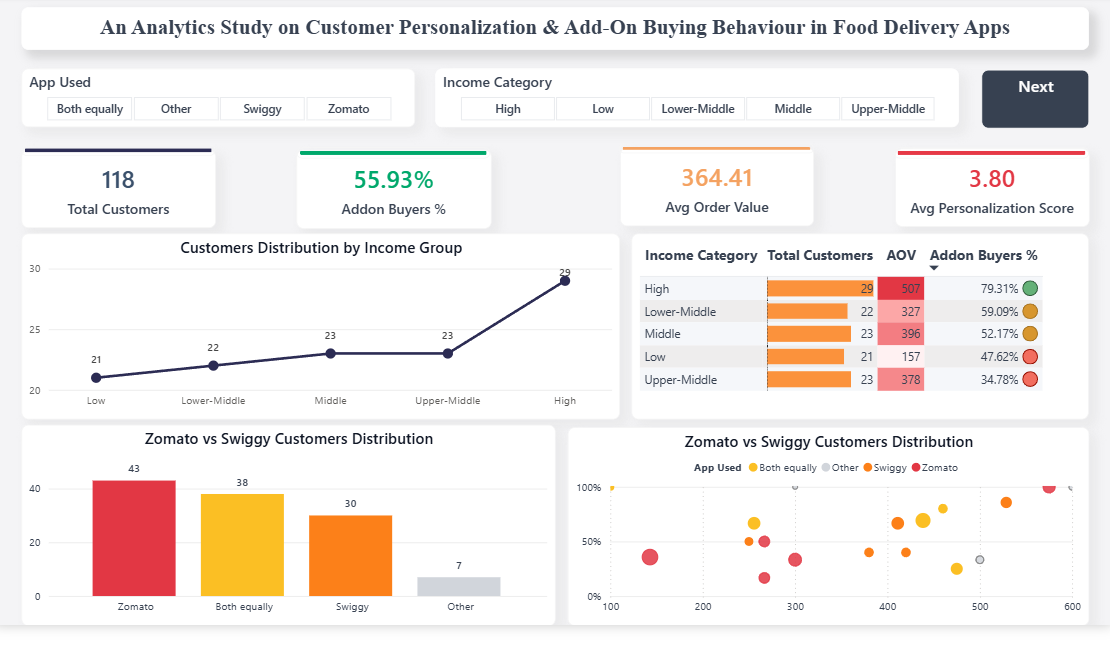 An Analytics Study on Customer Personalization & Add-On Buying Behaviour in Food Delivery Apps
App Used
Both equally Other Swiggy Zomato
Income Category
High Low Lower-Middle Middle Upper-Middle
Next
118
Total Customers
55.93%
Addon Buyers %
364.41
Avg Order Value
3.80
Avg Personalization Score
Customers Distribution by Income Group
30
25
20
21
22
23
23
29
Low Lower-Middle Middle Upper-Middle High
Income Category Total Customers AOV Addon Buyers %
High 29 507 79.31%
Lower-Middle 22 327 59.09%
Middle 23 396 52.17%
Low 21 157 47.62%
Upper-Middle 23 378 34.78%
Zomato vs Swiggy Customers Distribution
40
20
0
43
38
30
7
Zomato Both equally Swiggy Other
Zomato vs Swiggy Customers Distribution
App Used Both equally Other Swiggy Zomato
100%
50%
0%
100 200 300 400 500 600